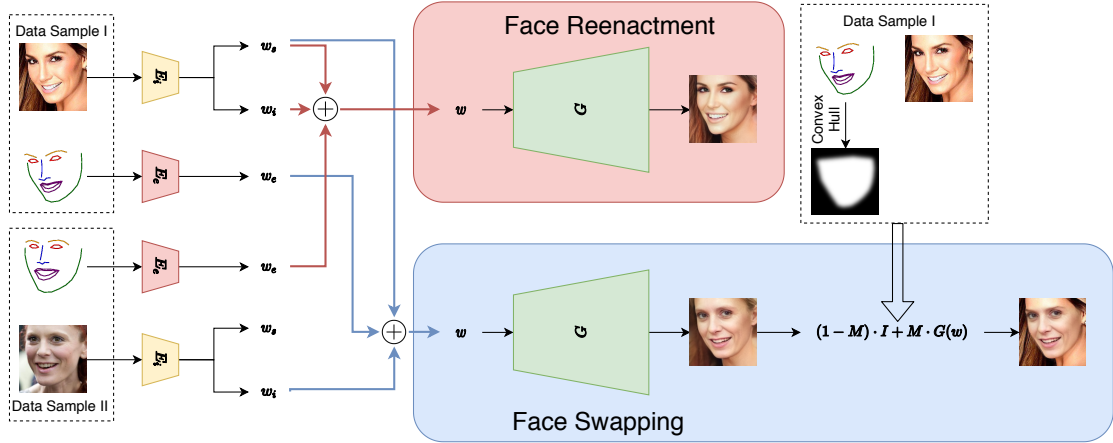 Data Sample I
E_i
w_s
w_i
E_e
w_e
E_e
w_e
E_i
w_s
w_i
Data Sample II
Face Reenactment
w
G
Data Sample I
Convex
Hull
w
G
(1 − M) · I + M · G(w)
Face Swapping